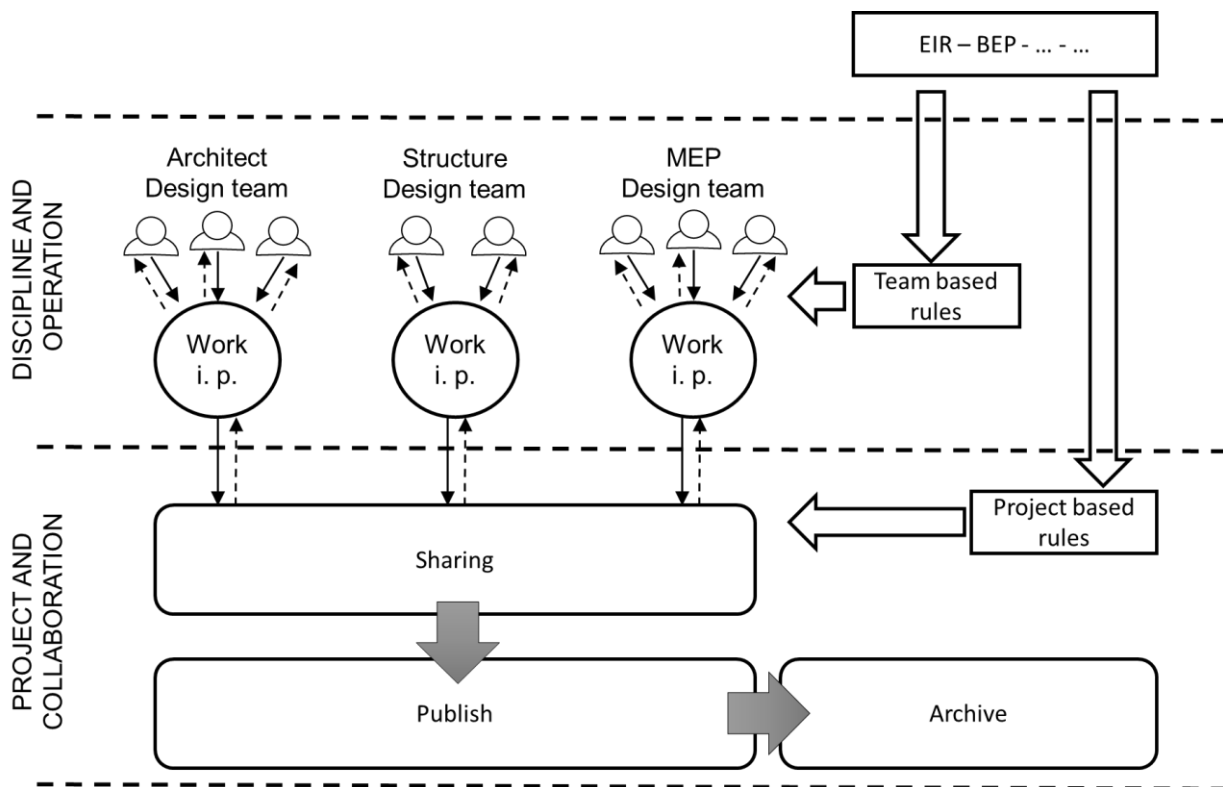 EIR – BEP - ... - ...
DISCIPLINE AND
OPERATION
Architect
Design team
Structure
Design team
MEP
Design team
Work
i. p.
Work
i. p.
Work
i. p.
Team based
rules
PROJECT AND
COLLABORATION
Sharing
Project based
rules
Publish
Archive